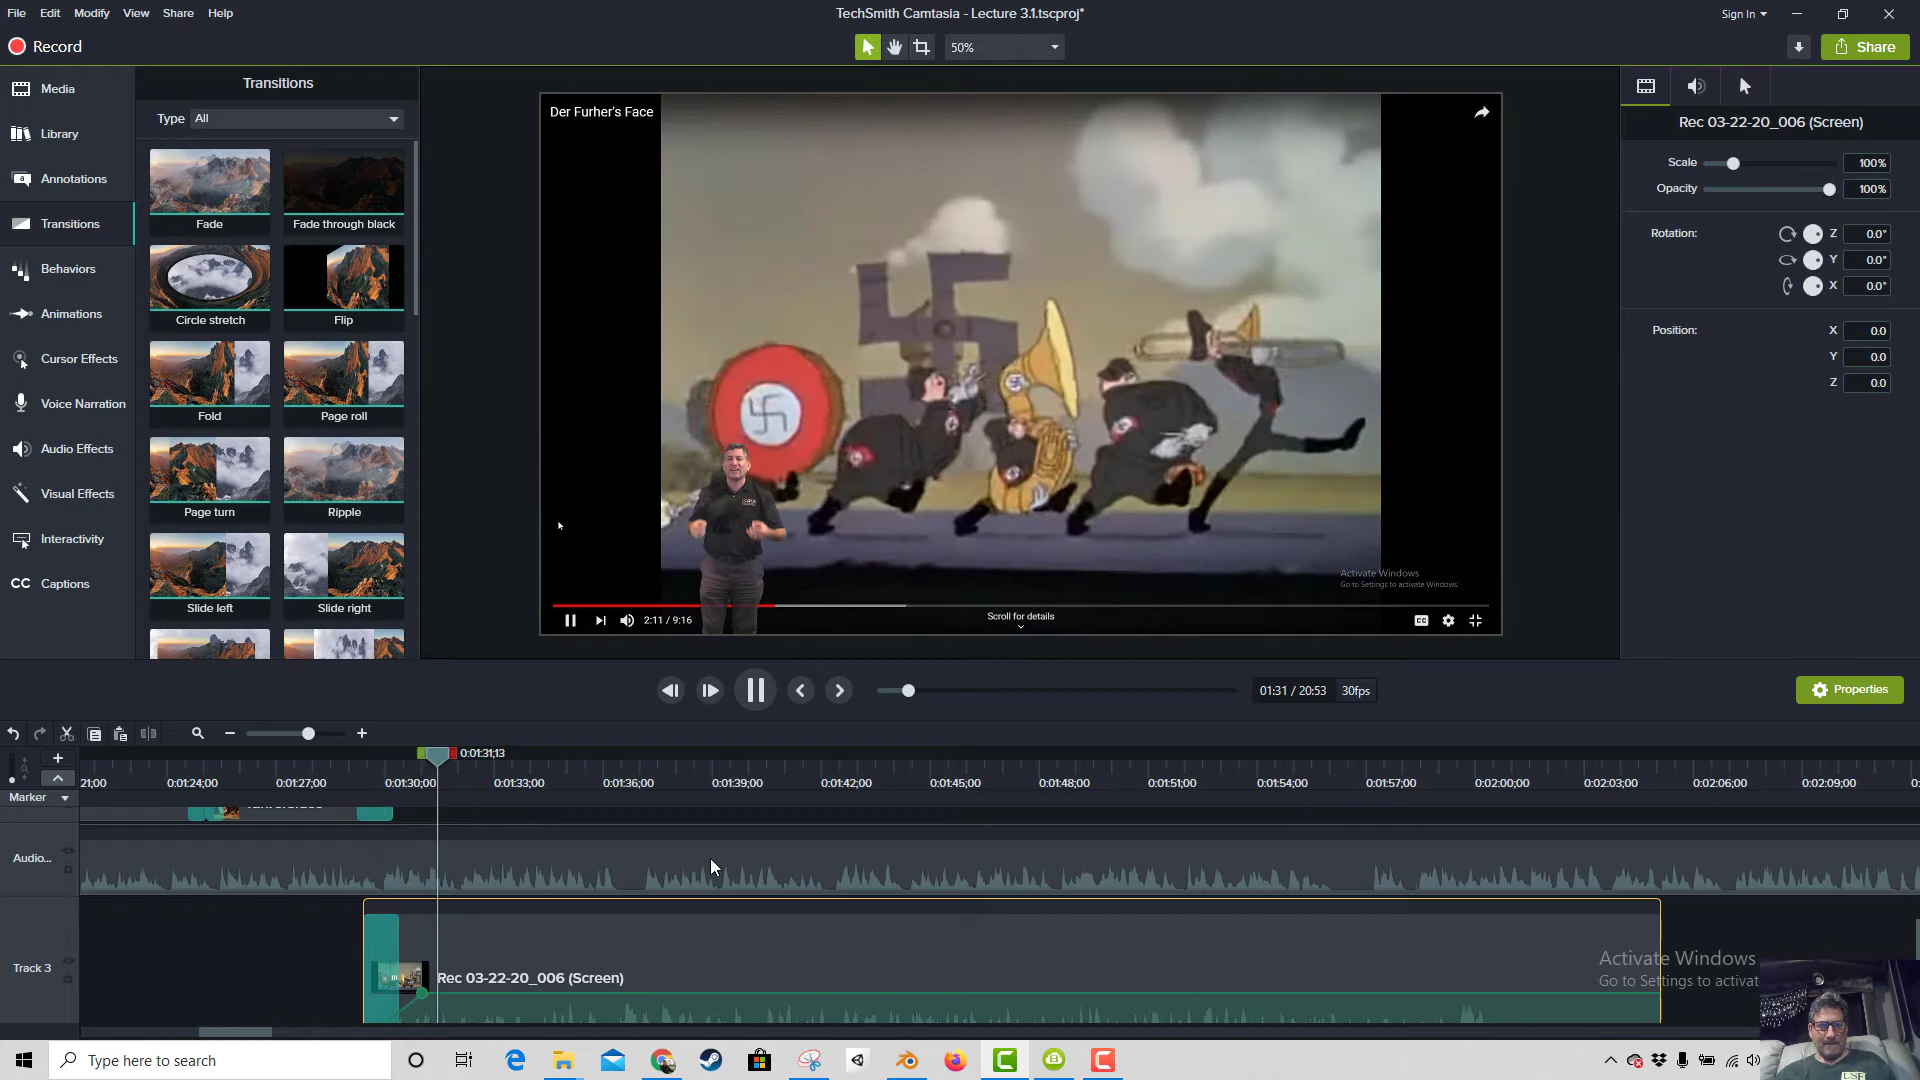 File Edit Modify View Share Help
TechSmith Camtasia - Lecture 3.1.tscproj*
Sign In
Record
50%
Share
Media
Library
Annotations
Transitions
Behaviors
Animations
Cursor Effects
Voice Narration
Audio Effects
Visual Effects
Interactivity
CC Captions
Transitions
Type All
Fade
Fade through black
Circle stretch
Flip
Fold
Page roll
Page turn
Ripple
Slide left
Slide right
Der Furher's Face
Activate Windows
Go to Settings to activate Windows.
2:11 / 9:16
Scroll for details
CC
Rec 03-22-20_006 (Screen)
Scale 100%
Opacity 100%
Rotation: Z 0.0°
Y 0.0°
X 0.0°
Position: X 0.0
Y 0.0
Z 0.0
01:31 / 20:53 30fps
Properties
0:01:31;13
21;00 0:01:24;00 0:01:27;00 0:01:30;00 0:01:33;00 0:01:36;00 0:01:39;00 0:01:42;00 0:01:45;00 0:01:48;00 0:01:51;00 0:01:54;00 0:01:57;00 0:02:00;00 0:02:03;00 0:02:06;00 0:02:09;00
Marker
Audio...
Track 3
Rec 03-22-20_006 (Screen)
Activate Windows
Go to Settings to activat
Type here to search